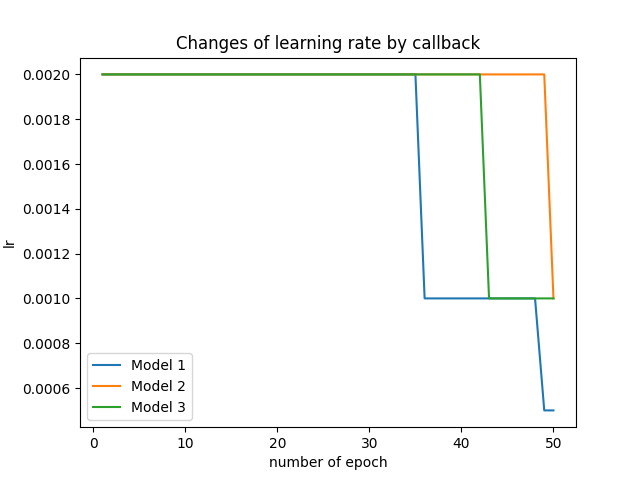 Changes of learning rate by callback
0.0020
0.0018
0.0016
0.0014
0.0012
0.0010
0.0008
0.0006
lr
Model 1
Model 2
Model 3
0 10 20 30 40 50
number of epoch